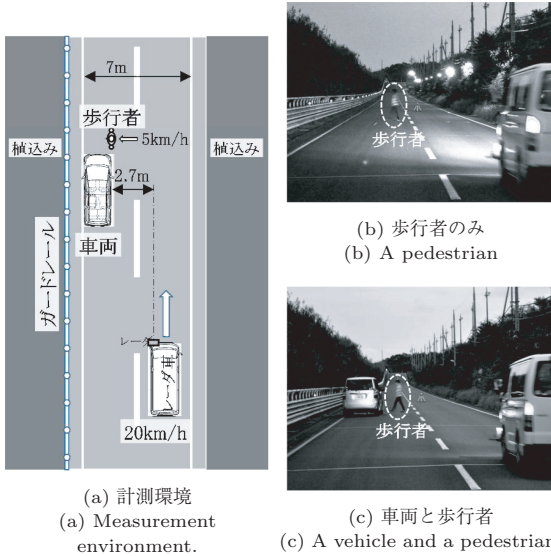 7m
歩行者
5km/h
植込み
植込み
2.7m
車両
ガードレール
レーダ
レーダ車
20km/h
(a) 計測環境
(a) Measurement
environment.
歩行者
(b) 歩行者のみ
(b) A pedestrian
歩行者
(c) 車両と歩行者
(c) A vehicle and a pedestrian